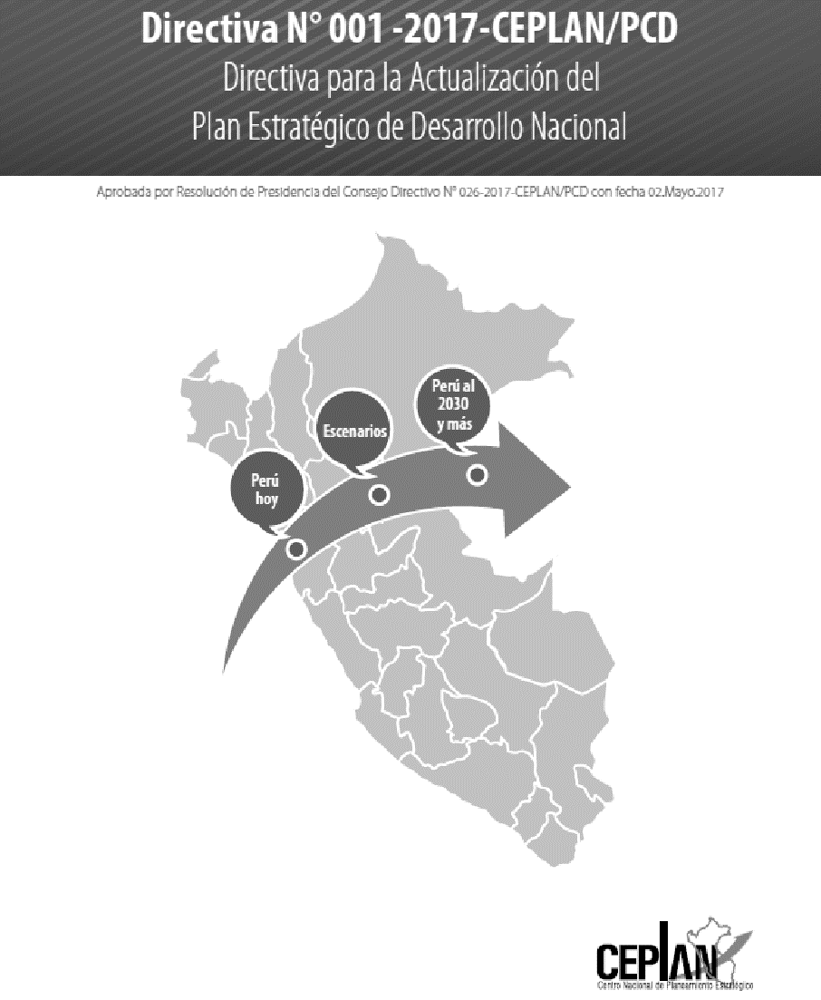 Directiva N° 001 -2017-CEPLAN/PCD
Directiva para la Actualización del
Plan Estratégico de Desarrollo Nacional
Aprobada por Resolución de Presidencia del Consejo Directivo N° 026-2017-CEPLAN/PCD con fecha 02.Mayo.2017
Perú al
2030
y más
Escenarios
Perú
hoy
CEPLAN
Centro Nacional de Planeamiento Estratégico